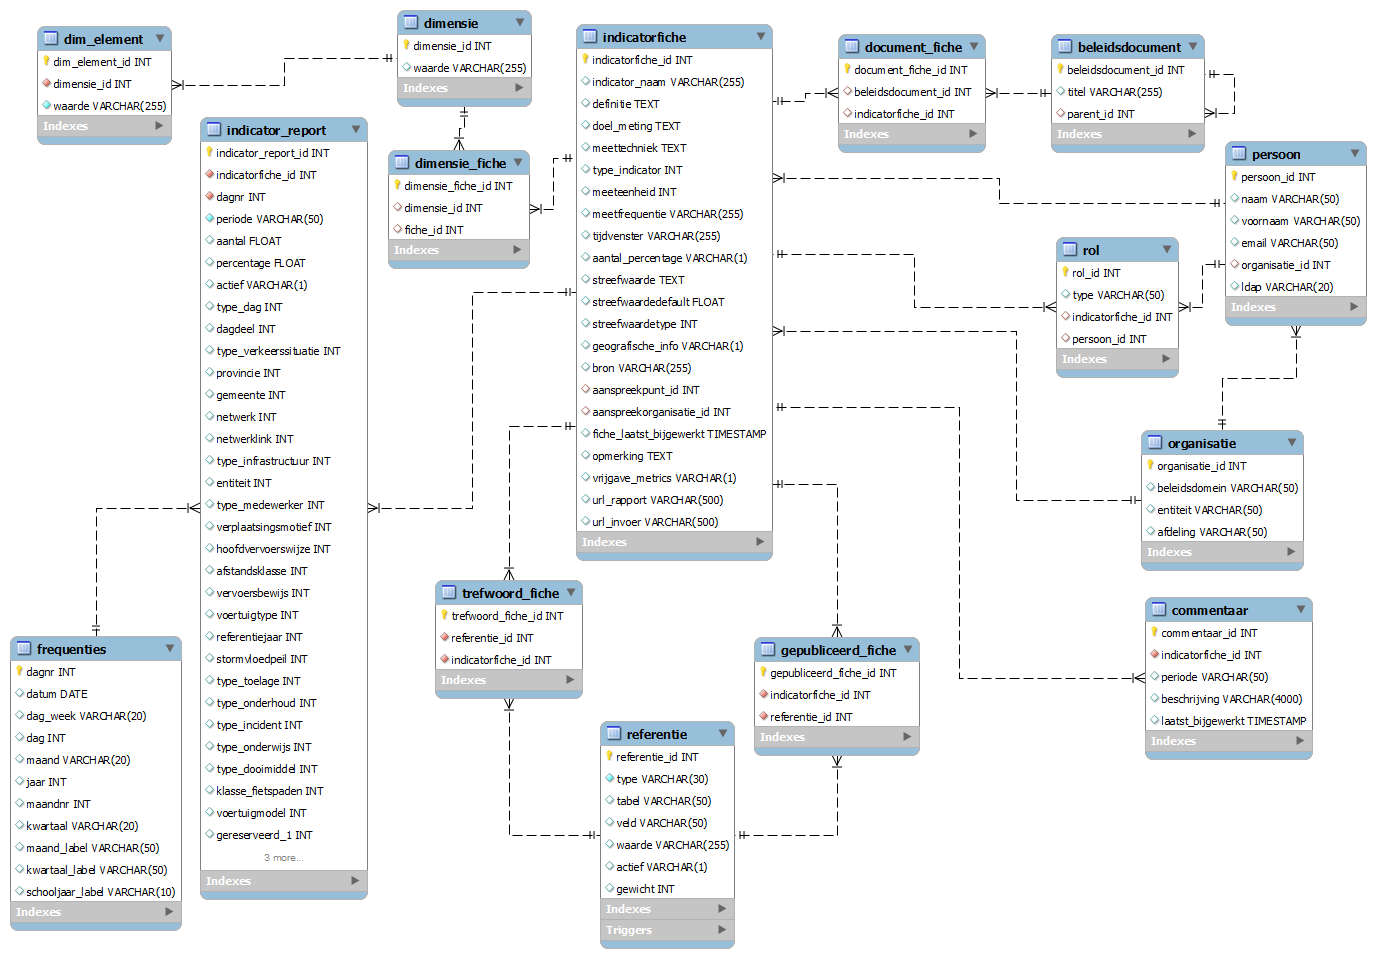 dim_element
dim_element_id INT
dimensie_id INT
waarde VARCHAR(255)
Indexes
dimensie
dimensie_id INT
waarde VARCHAR(255)
Indexes
dimensie_fiche
dimensie_fiche_id INT
dimensie_id INT
fiche_id INT
Indexes
indicator_report
indicator_report_id INT
indicatorfiche_id INT
dagnr INT
periode VARCHAR(50)
aantal FLOAT
percentage FLOAT
actief VARCHAR(1)
type_dag INT
dagdeel INT
type_verkeerssituatie INT
provincie INT
gemeente INT
netwerk INT
netwerklink INT
type_infrastructuur INT
entiteit INT
type_medewerker INT
verplaatsingsmotief INT
hoofdvervoerswijze INT
afstandsklasse INT
vervoersbewijs INT
voertuigtype INT
referentiejaar INT
stormvloedpeil INT
type_toelage INT
type_onderhoud INT
type_incident INT
type_onderwijs INT
type_dooimiddel INT
klasse_fietspaden INT
voertuigmodel INT
gereserveerd_1 INT
3 more...
Indexes
frequenties
dagnr INT
datum DATE
dag_week VARCHAR(20)
dag INT
maand VARCHAR(20)
jaar INT
maandnr INT
kwartaal VARCHAR(20)
maand_label VARCHAR(50)
kwartaal_label VARCHAR(50)
schooljaar_label VARCHAR(10)
Indexes
indicatorfiche
indicatorfiche_id INT
indicator_naam VARCHAR(255)
definitie TEXT
doel_meting TEXT
meettechniek TEXT
type_indicator INT
meeteenheid INT
meetfrequentie VARCHAR(255)
tijdvenster VARCHAR(255)
aantal_percentage VARCHAR(1)
streefwaarde TEXT
streefwaardedefault FLOAT
streefwaardetype INT
geografische_info VARCHAR(1)
bron VARCHAR(255)
aanspreekpunt_id INT
aanspreekorganisatie_id INT
fiche_laatst_bijgewerkt TIMESTAMP
opmerking TEXT
vrijgave_metrics VARCHAR(1)
url_rapport VARCHAR(500)
url_invoer VARCHAR(500)
Indexes
document_fiche
document_fiche_id INT
beleidsdocument_id INT
indicatorfiche_id INT
Indexes
beleidsdocument
beleidsdocument_id INT
titel VARCHAR(255)
parent_id INT
Indexes
persoon
persoon_id INT
naam VARCHAR(50)
voornaam VARCHAR(50)
email VARCHAR(50)
organisatie_id INT
ldap VARCHAR(20)
Indexes
rol
rol_id INT
type VARCHAR(50)
indicatorfiche_id INT
persoon_id INT
Indexes
organisatie
organisatie_id INT
beleidsdomein VARCHAR(50)
entiteit VARCHAR(50)
afdeling VARCHAR(50)
Indexes
commentaar
commentaar_id INT
indicatorfiche_id INT
periode VARCHAR(50)
beschrijving VARCHAR(4000)
laatst_bijgewerkt TIMESTAMP
Indexes
trefwoord_fiche
trefwoord_fiche_id INT
referentie_id INT
indicatorfiche_id INT
Indexes
gepubliceerd_fiche
gepubliceerd_fiche_id INT
indicatorfiche_id INT
referentie_id INT
Indexes
referentie
referentie_id INT
type VARCHAR(30)
tabel VARCHAR(50)
veld VARCHAR(50)
waarde VARCHAR(255)
actief VARCHAR(1)
gewicht INT
Indexes
Triggers